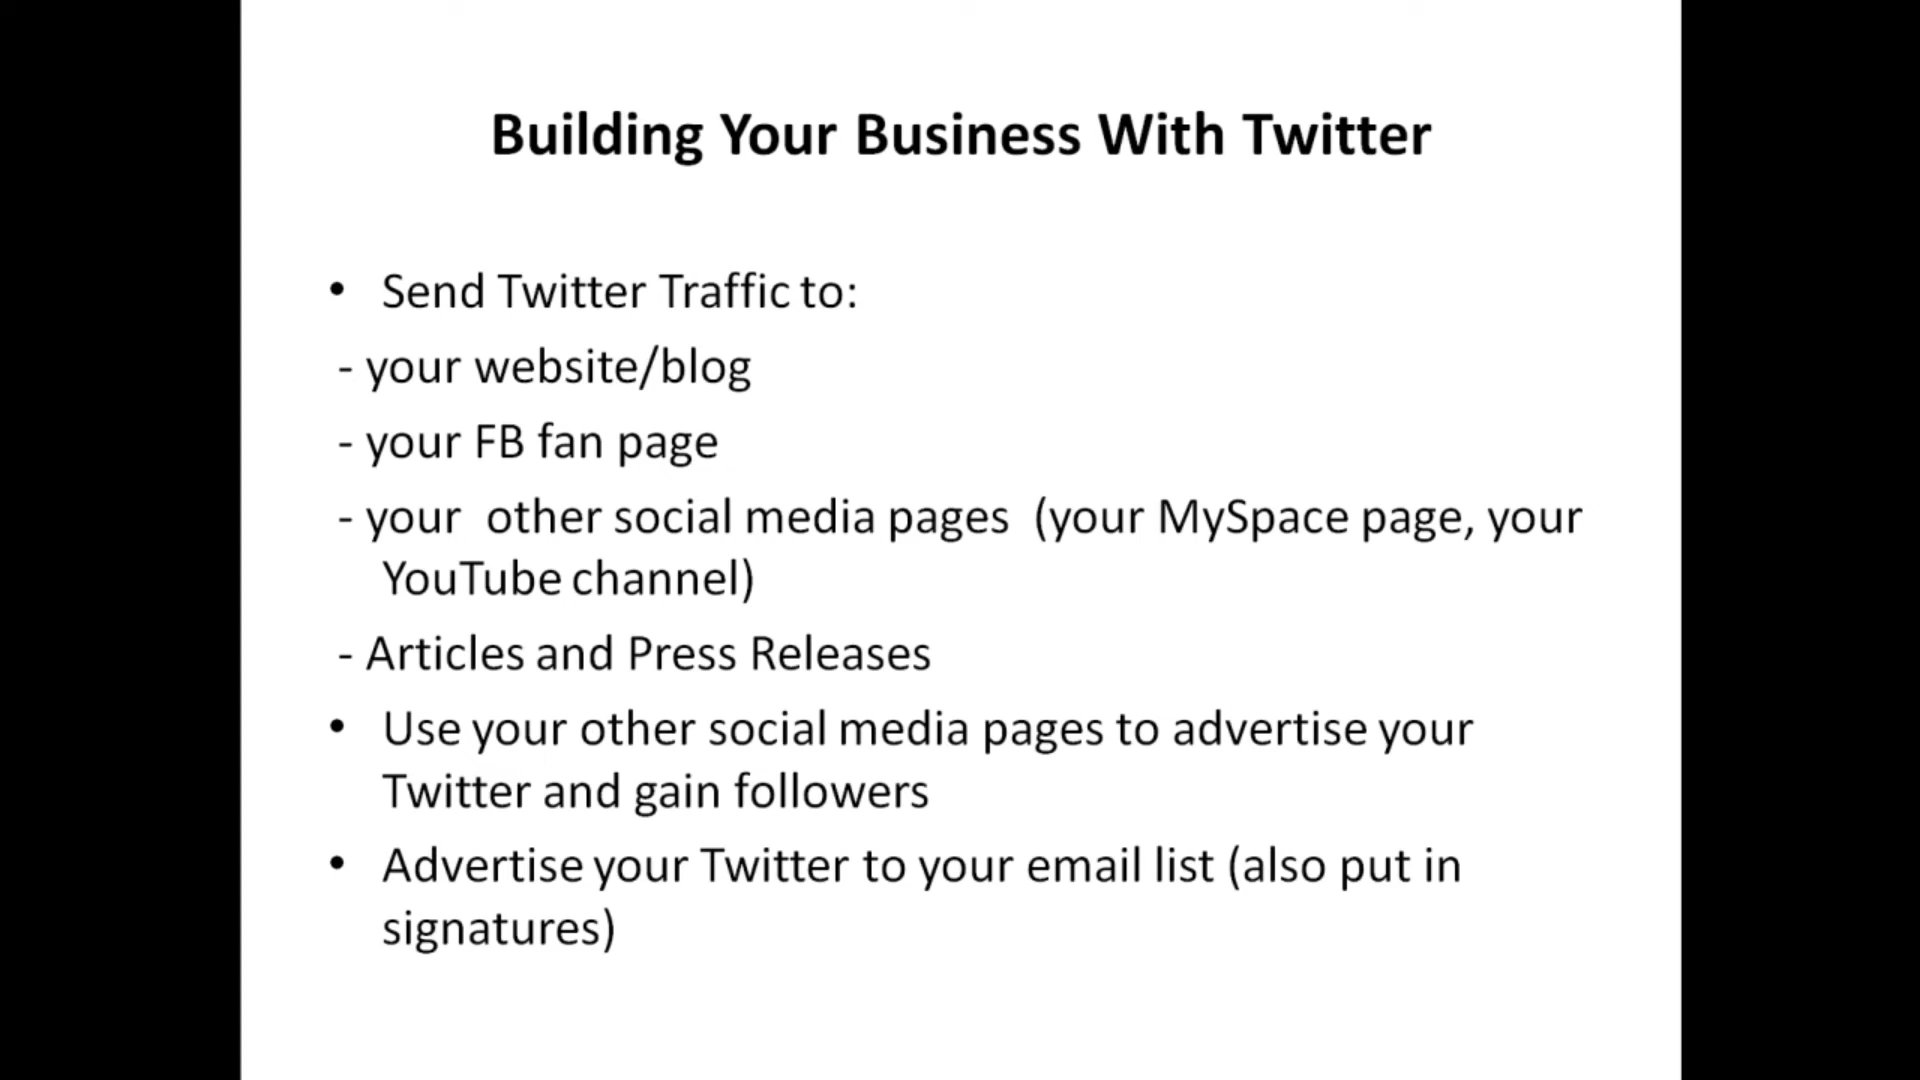 Building Your Business With Twitter
• Send Twitter Traffic to:
- your website/blog
- your FB fan page
- your  other social media pages  (your MySpace page, your
YouTube channel)
- Articles and Press Releases
• Use your other social media pages to advertise your
Twitter and gain followers
• Advertise your Twitter to your email list (also put in
signatures)